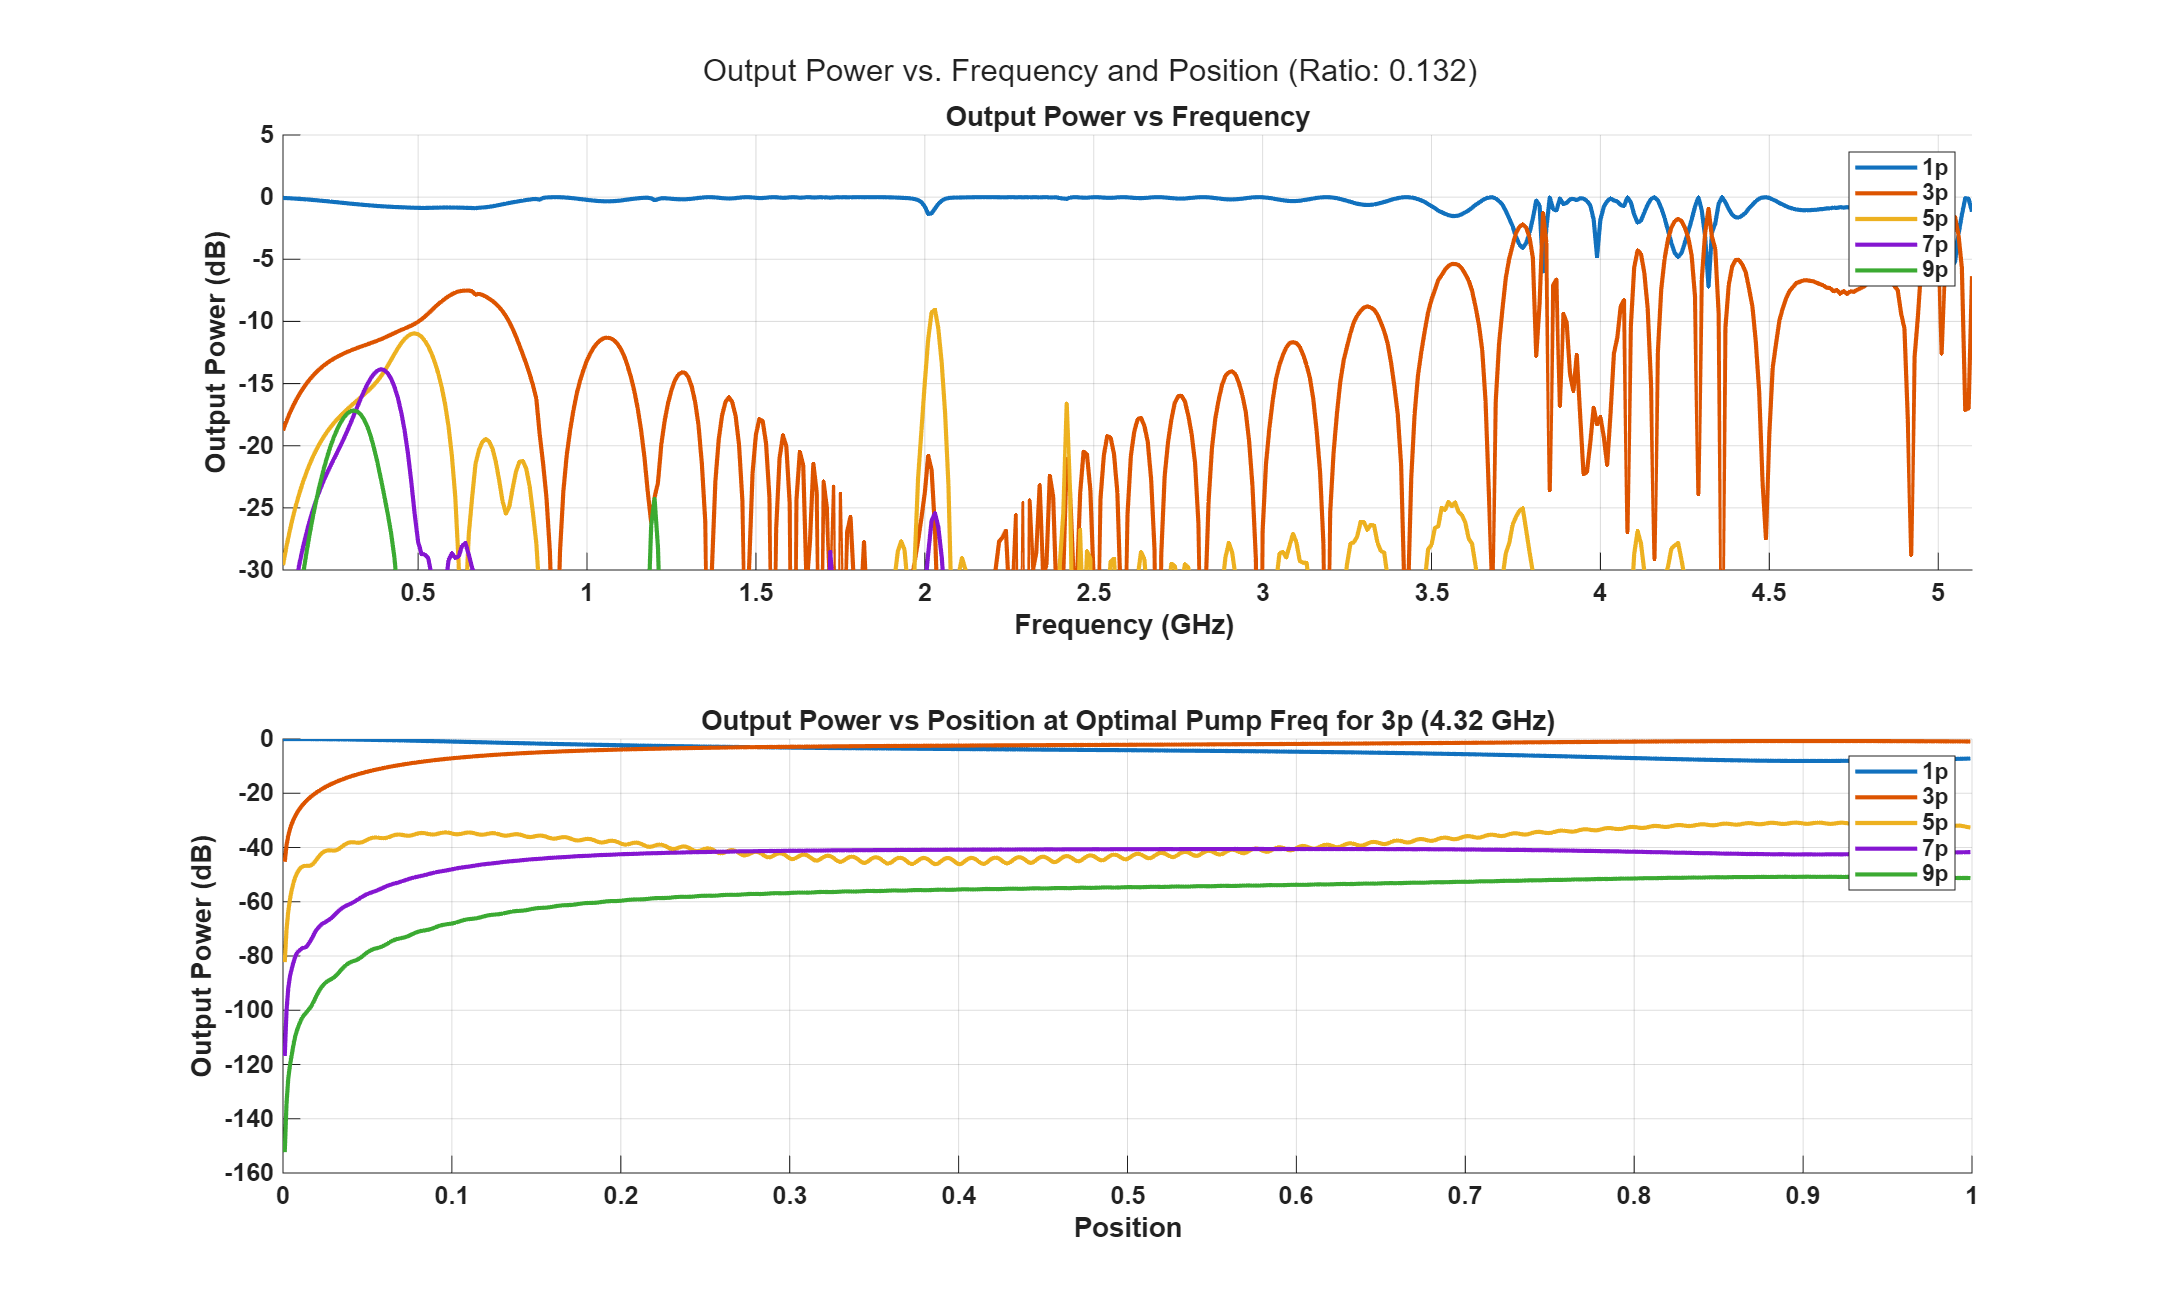 Output Power vs. Frequency and Position (Ratio: 0.132)
Output Power vs Frequency
5
0
-5
-10
-15
-20
-25
-30
Output Power (dB)
1p
3p
5p
7p
9p
0.5 1 1.5 2 2.5 3 3.5 4 4.5 5
Frequency (GHz)
Output Power vs Position at Optimal Pump Freq for 3p (4.32 GHz)
0
-20
-40
-60
-80
-100
-120
-140
-160
Output Power (dB)
1p
3p
5p
7p
9p
0 0.1 0.2 0.3 0.4 0.5 0.6 0.7 0.8 0.9 1
Position